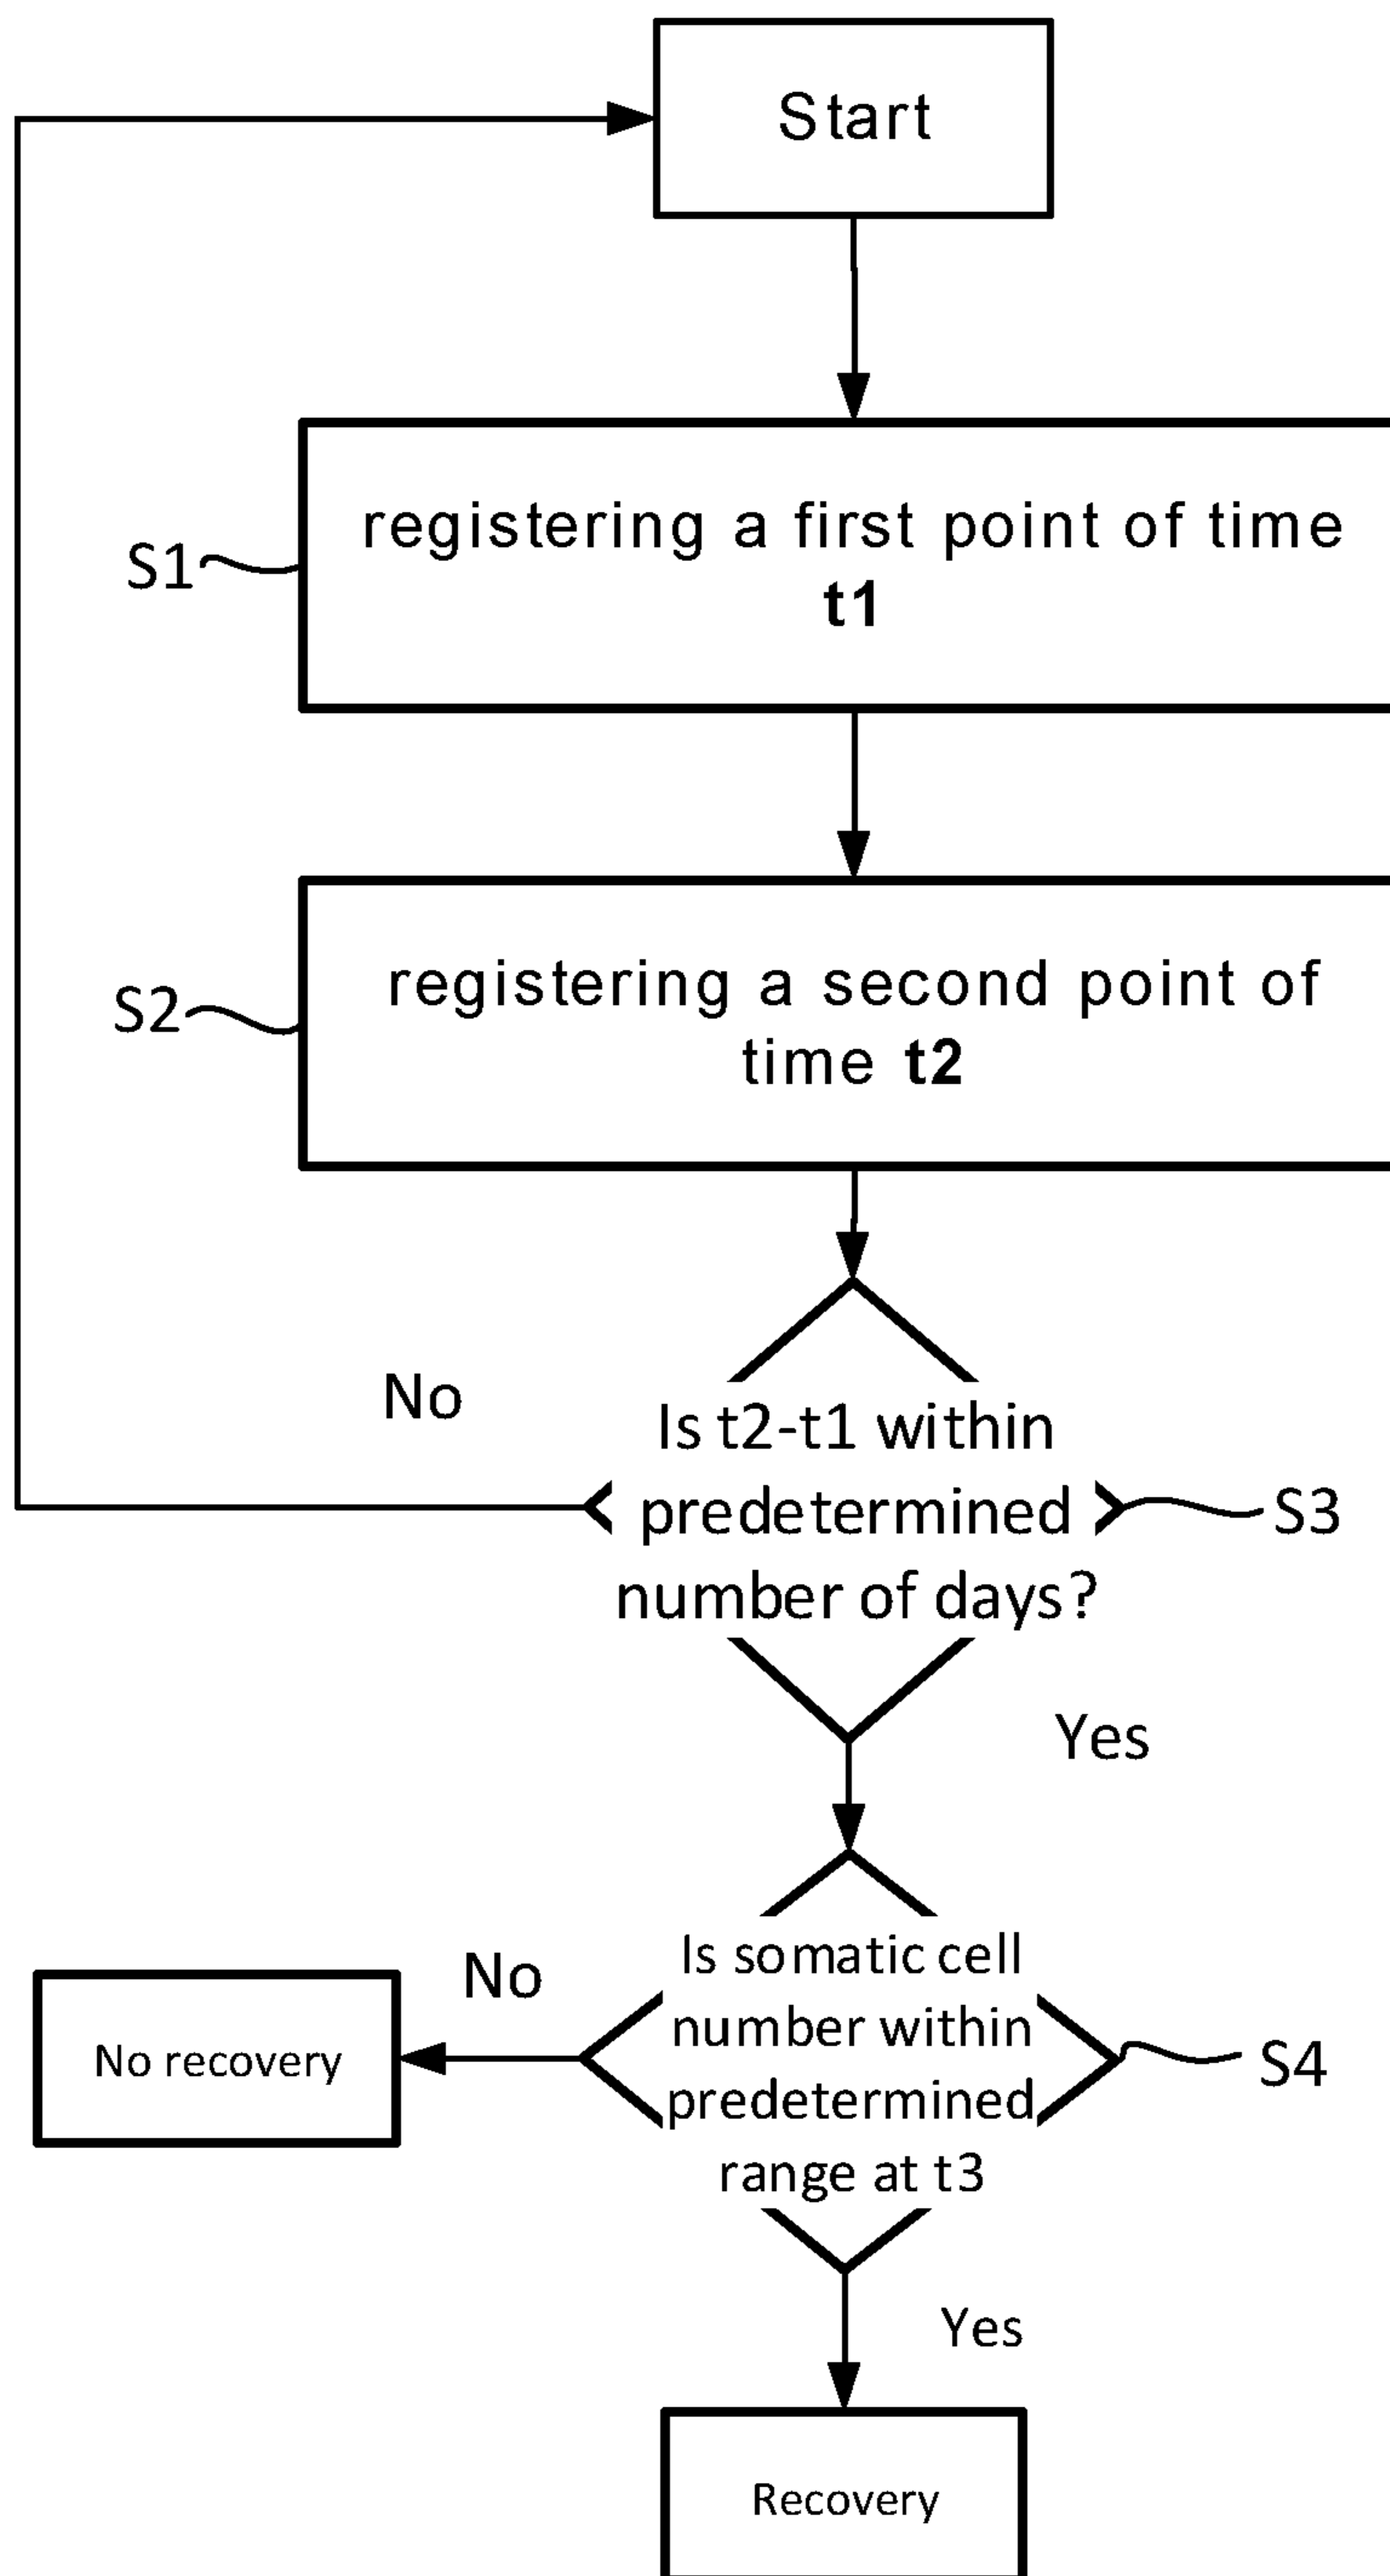 Start
registering a first point of time
t1
S1
registering a second point of
time t2
S2
No
Is t2-t1 within
predetermined
number of days?
S3
Yes
Is somatic cell
number within
predetermined
range at t3
S4
No
No recovery
Yes
Recovery